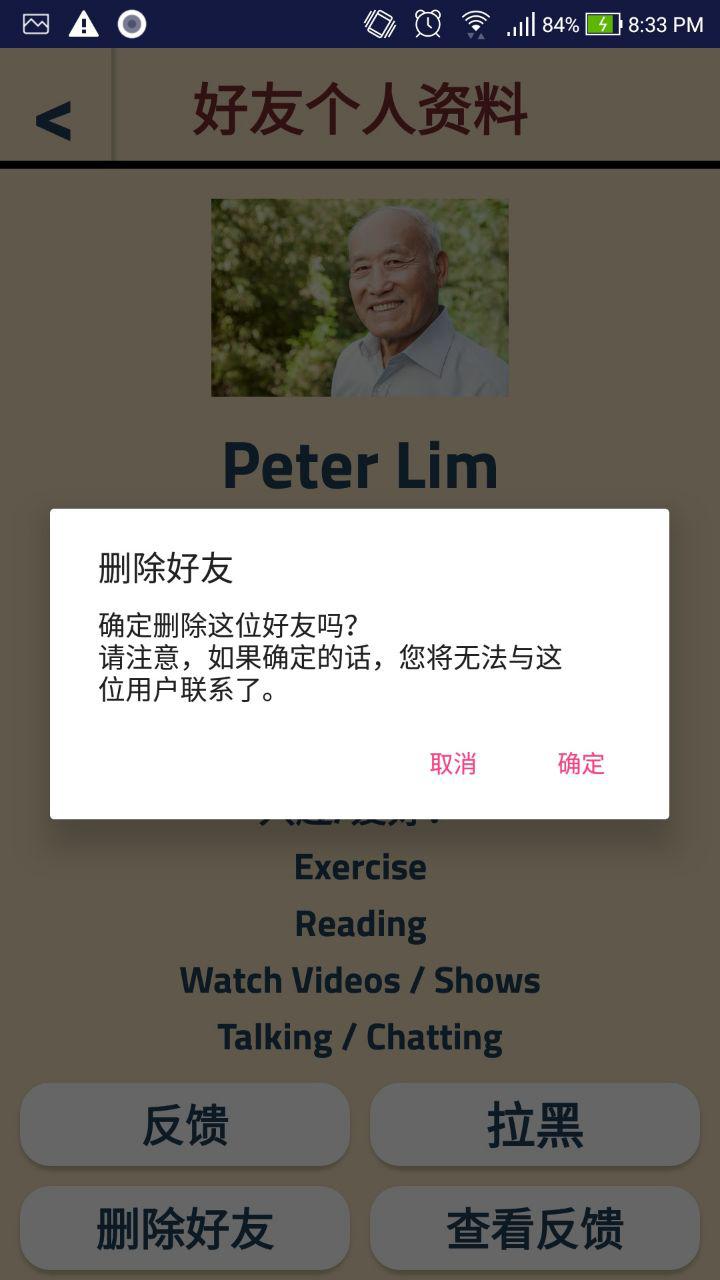 84% 8:33 PM
<
好友个人资料
Peter Lim
删除好友
确定删除这位好友吗?
请注意，如果确定的话，您将无法与这
位用户联系了。
取消 确定
Exercise
Reading
Watch Videos / Shows
Talking / Chatting
反馈 拉黑
删除好友 查看反馈